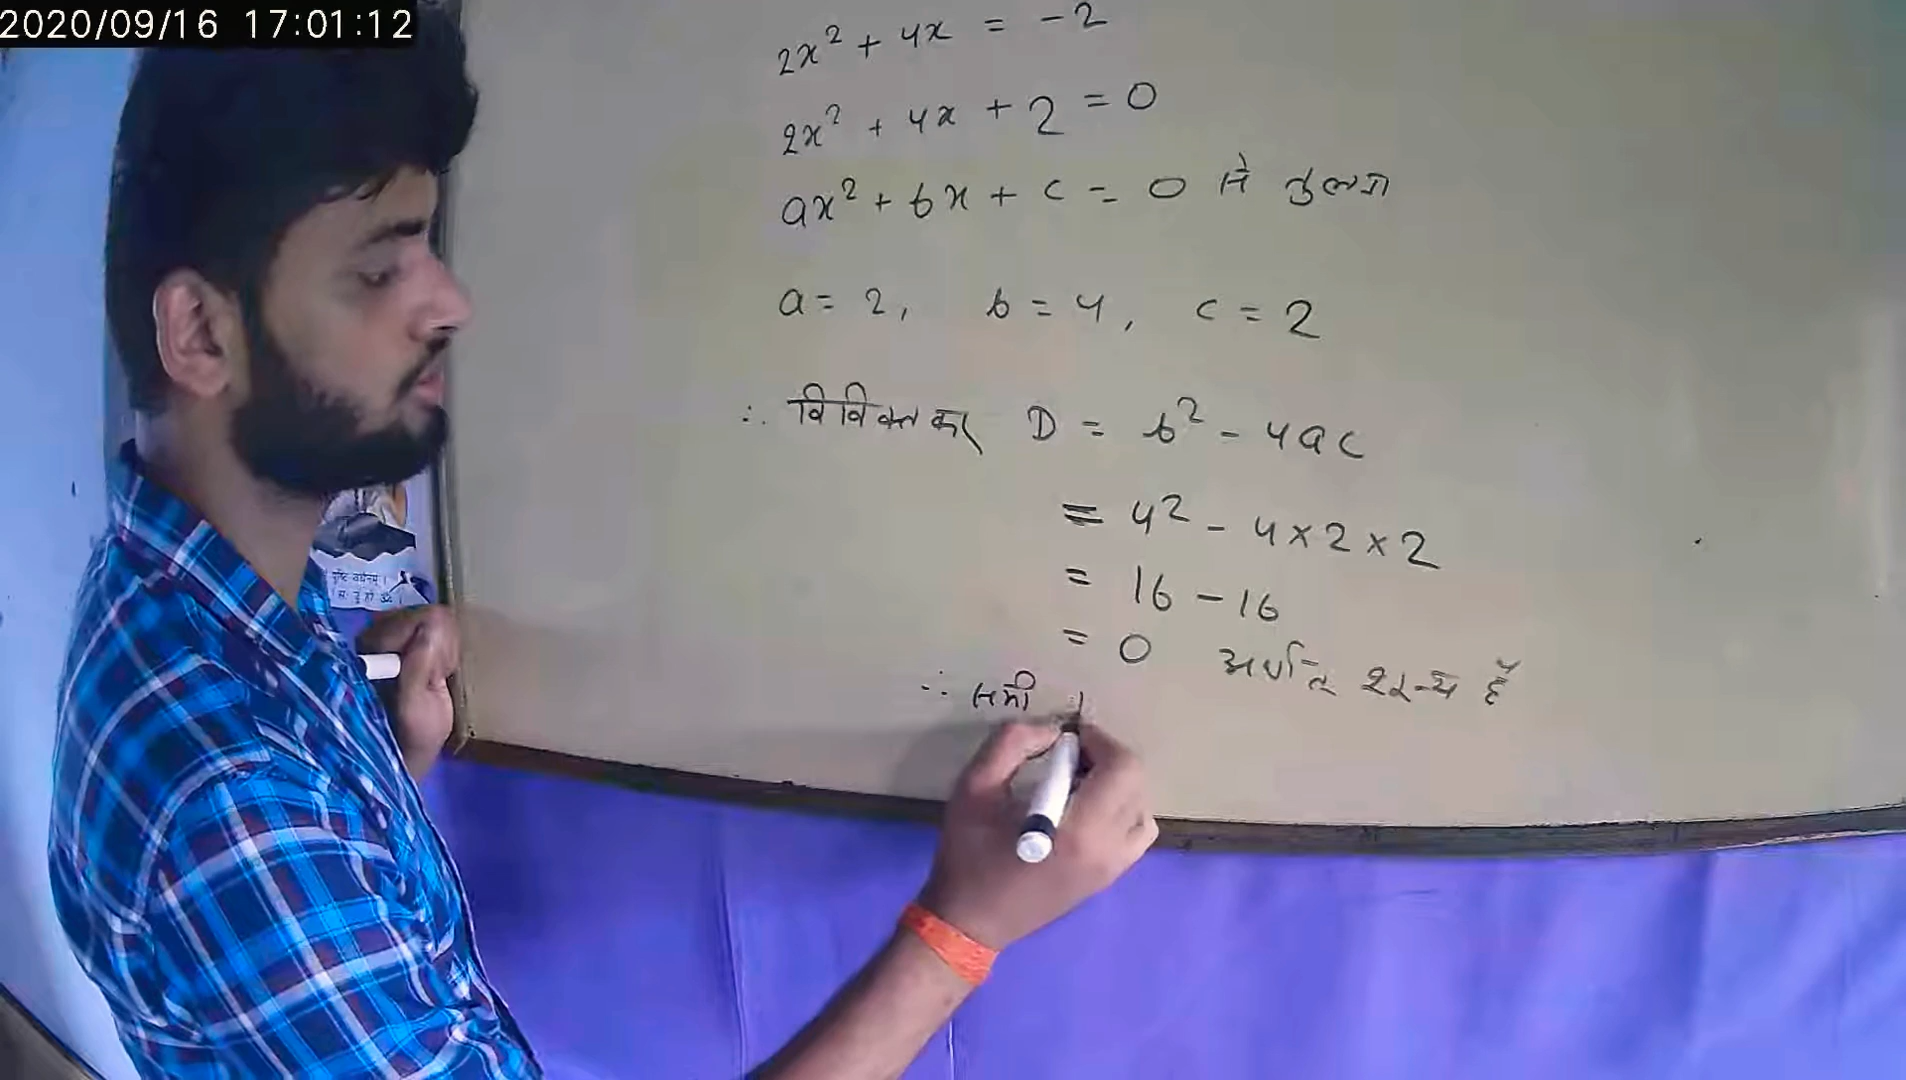 2020/09/16 17:01:12
2x² + 4x = -2
2x² + 4x + 2 = 0
ax² + bx + c = 0 से तुलना
a = 2, b = 4, c = 2
∴ विविक्तकर D = b² - 4ac
= 4² - 4×2×2
= 16 - 16
= 0 अर्थात् शून्य है
∴ समी